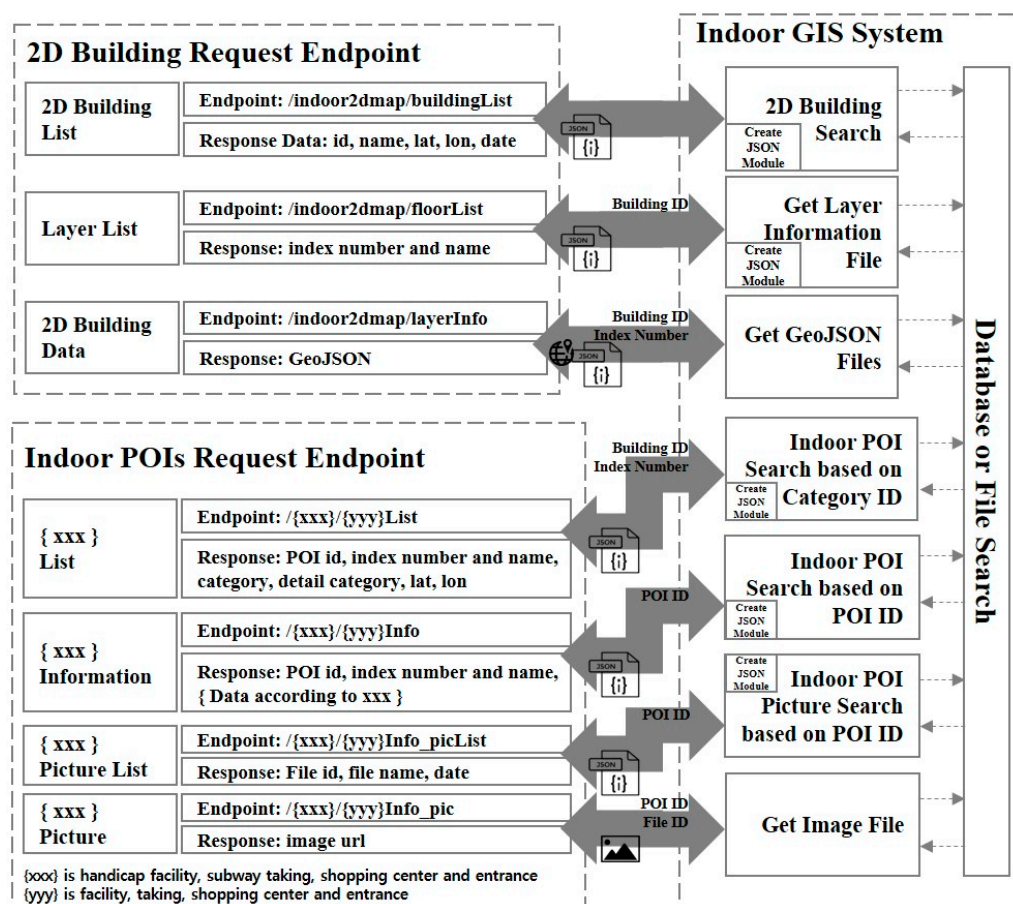 2D Building Request Endpoint
2D Building
List
Endpoint: /indoor2dmap/buildingList
Response Data: id, name, lat, lon, date
Layer List
Endpoint: /indoor2dmap/floorList
Response: index number and name
2D Building
Data
Endpoint: /indoor2dmap/layerInfo
Response: GeoJSON
JSON
{i}
Building ID
JSON
{i}
Building ID
Index Number
JSON
{i}
Indoor GIS System
2D Building
Search
Create
JSON
Module
Get Layer
Information
File
Create
JSON
Module
Get GeoJSON
Files
Indoor POIs Request Endpoint
{ xxx }
List
Endpoint: /{xxx}/{yyy}List
Response: POI id, index number and name,
category, detail category, lat, lon
{ xxx }
Information
Endpoint: /{xxx}/{yyy}Info
Response: POI id, index number and name,
{ Data according to xxx }
{ xxx }
Picture List
Endpoint: /{xxx}/{yyy}Info_picList
Response: File id, file name, date
{ xxx }
Picture
Endpoint: /{xxx}/{yyy}Info_pic
Response: image url
{xxx} is handicap facility, subway taking, shopping center and entrance
{yyy} is facility, taking, shopping center and entrance
Building ID
Index Number
JSON
{i}
POI ID
JSON
{i}
POI ID
JSON
{i}
POI ID
File ID
Indoor POI
Search based on
Category ID
Create
JSON
Module
Indoor POI
Search based on
POI ID
Create
JSON
Module
Create
JSON
Module
Indoor POI
Picture Search
based on POI ID
Get Image File
Database or File Search